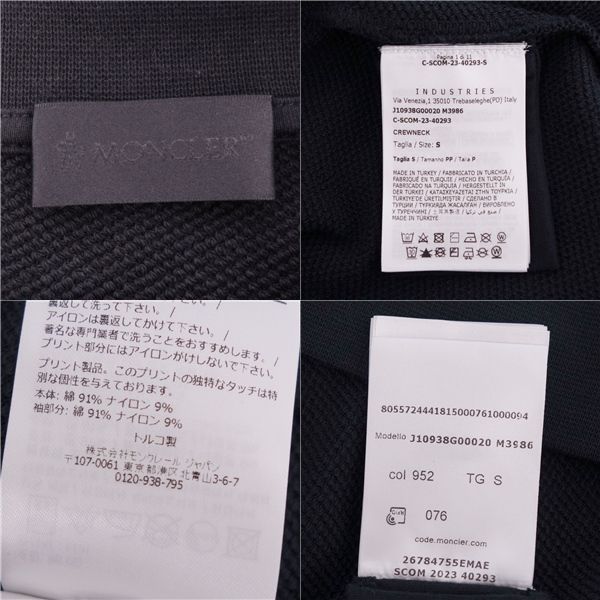 MONCLER
Pagina 1 di 11
C-SCOM-23-40293-S
INDUSTRIES
Via Venezia,1 35010 Trebaseleghe(PD) Italy
J10938G00020 M3986
C-SCOM-23-40293
CREWNECK
Taglia / Size: S
Taglia S / Tamanho PP / Talla P
MADE IN TURKEY / FABBRICATO IN TURCHIA /
FABRIQUÉ EN TURQUIE / HECHO EN TURQUÍA /
FABRICADO NA TURQUIA / HERGESTELLT IN
DER TÜRKEI / ΚΑΤΑΣΚΕΥΑΖΕΤΑΙ ΣΤΗΝ ΤΟΥΡΚΙΑ /
TÜRKİYE'DE ÜRETİLMİŞTİR / СДЕЛАНО В
ТУРЦИИ / ТҮРКИЯДА ЖАСАЛҒАН / ВИРОБЛЕНО
У ТУРЕЧЧИНІ / 土耳其製造 / صنع في تركيا /
MADE IN TÜRKİYE
裏返して洗って下さい。 /
アイロンは裏返してかけて下さい。 /
著名な専門業者で洗うことをおすすめします。 /
プリント部分にはアイロンがけしないで下さい。
プリント製品。このプリントの独特なタッチは特
別な個性を与えております。
本体: 綿 91% ナイロン 9%
袖部分: 綿 91% ナイロン 9%
トルコ製
株式会社モンクレール ジャパン
〒107-0061 東京都港区 北青山3-6-7
0120-938-795
8055724441815000761000094
Modello J10938G00020 M3986
col 952 TG S
076
code.moncler.com
26784755EMAE
SCOM 2023 40293